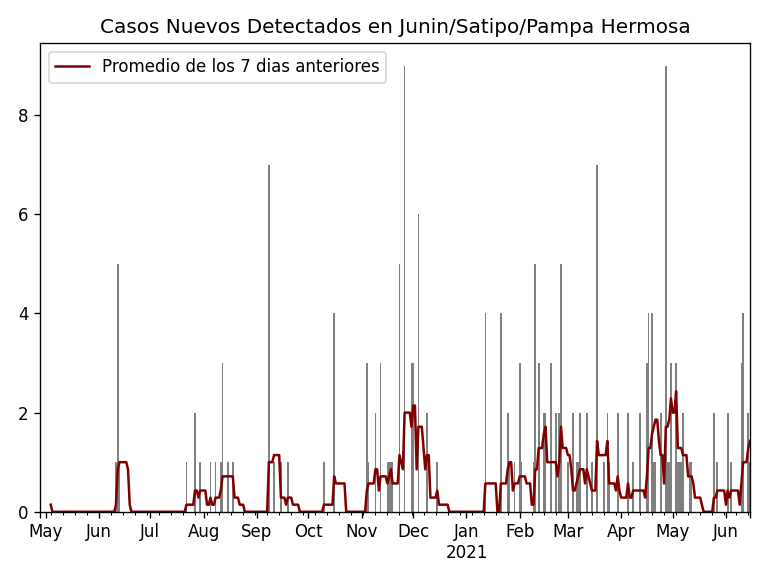 Casos Nuevos Detectados en Junin/Satipo/Pampa Hermosa
Promedio de los 7 dias anteriores
8
6
4
2
0
May Jun Jul Aug Sep Oct Nov Dec Jan Feb Mar Apr May Jun
2021